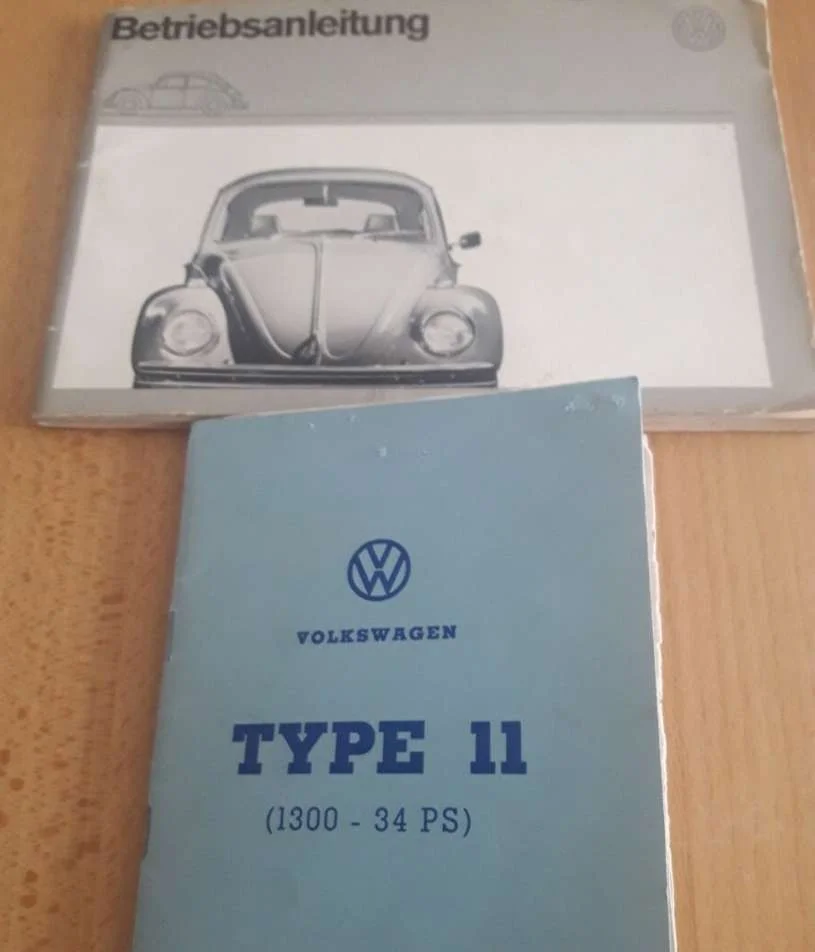 Betriebsanleitung
VOLKSWAGEN
TYPE 11
(1300 - 34 PS)